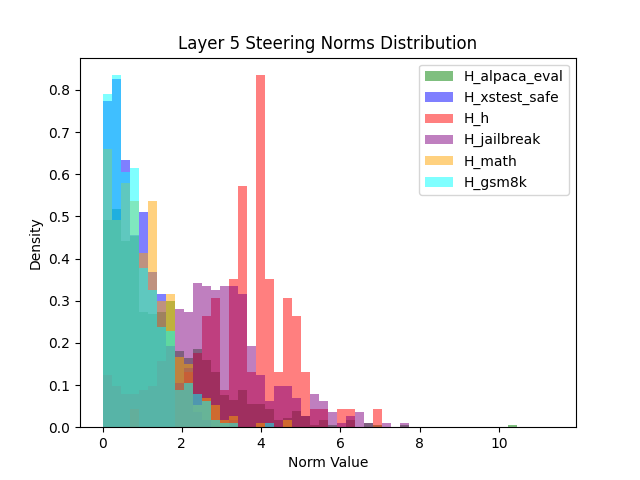 Layer 5 Steering Norms Distribution
H_alpaca_eval
H_xstest_safe
H_h
H_jailbreak
H_math
H_gsm8k
0.8
0.7
0.6
0.5
0.4
0.3
0.2
0.1
0.0
Density
0 2 4 6 8 10
Norm Value